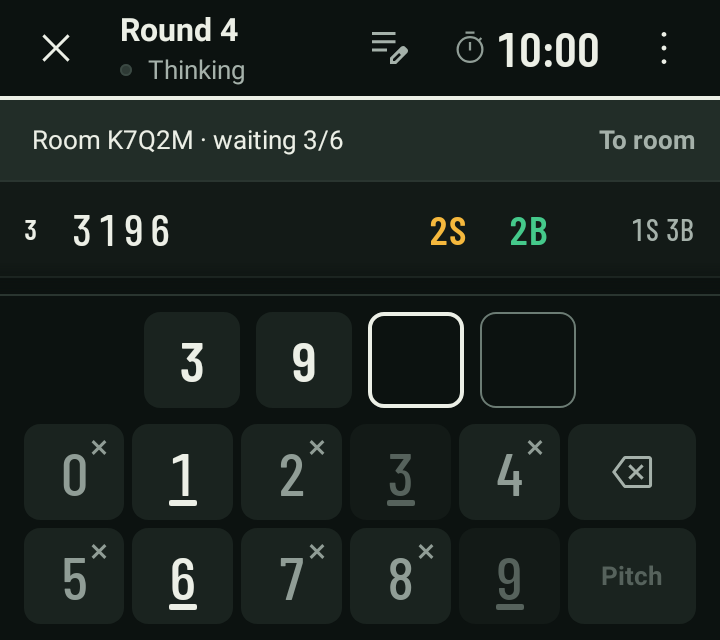 Round 4
Thinking
10:00
Room K7Q2M · waiting 3/6
To room
3 3196 2S 2B 1S 3B
3 9
0 1 2 3 4
5 6 7 8 9 Pitch